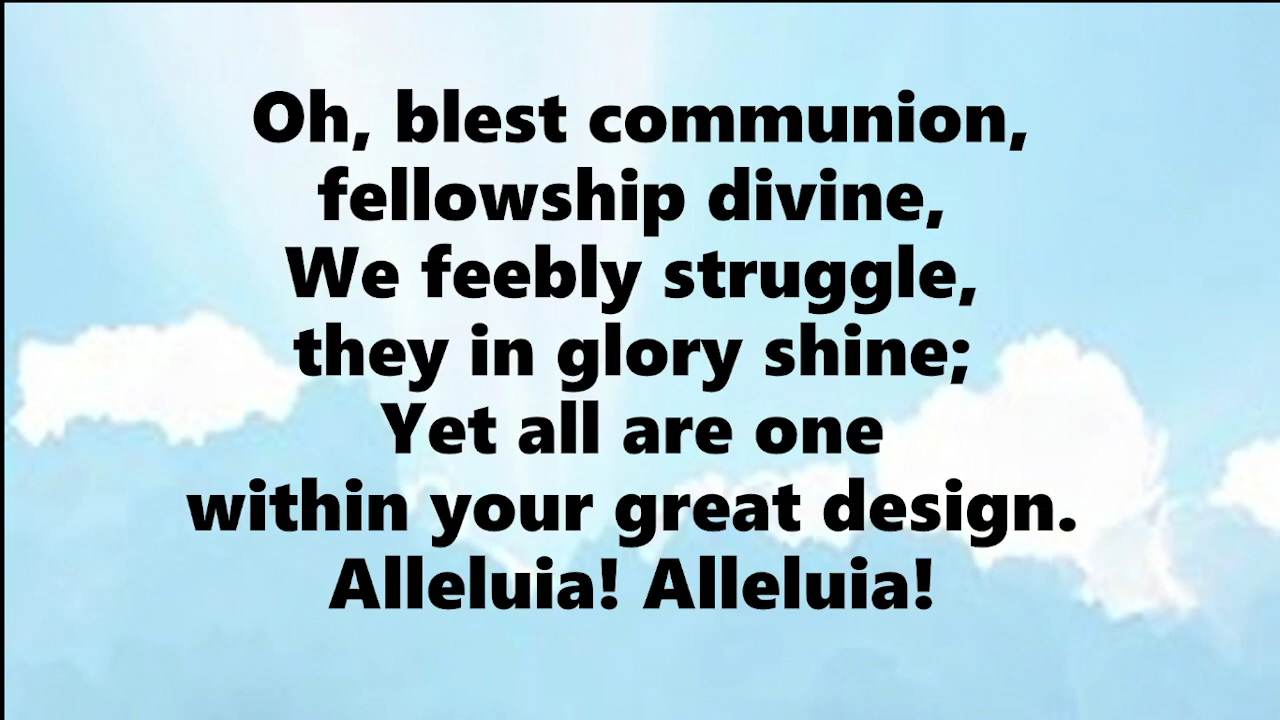 Oh, blest communion,
fellowship divine,
We feebly struggle,
they in glory shine;
Yet all are one
within your great design.
Alleluia! Alleluia!